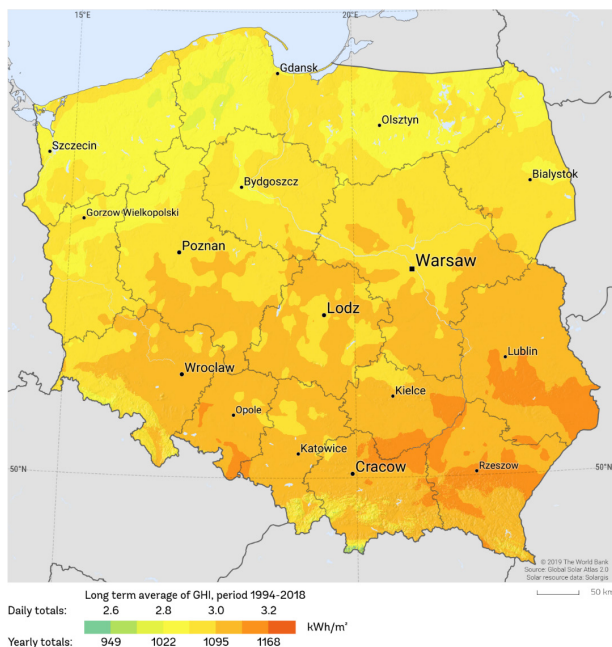 15°E
20°E
Gdansk
Olsztyn
Szczecin
Bialystok
Bydgoszcz
Gorzow Wielkopolski
Poznan
Warsaw
Lodz
Lublin
Wroclaw
Kielce
Opole
Katowice
50°N
Cracow
Rzeszow
50°N
© 2019 The World Bank
Source: Global Solar Atlas 2.0
Solar resource data: Solargis
50 km
Long term average of GHI, period 1994-2018
Daily totals: 2.6 2.8 3.0 3.2
kWh/m²
Yearly totals: 949 1022 1095 1168